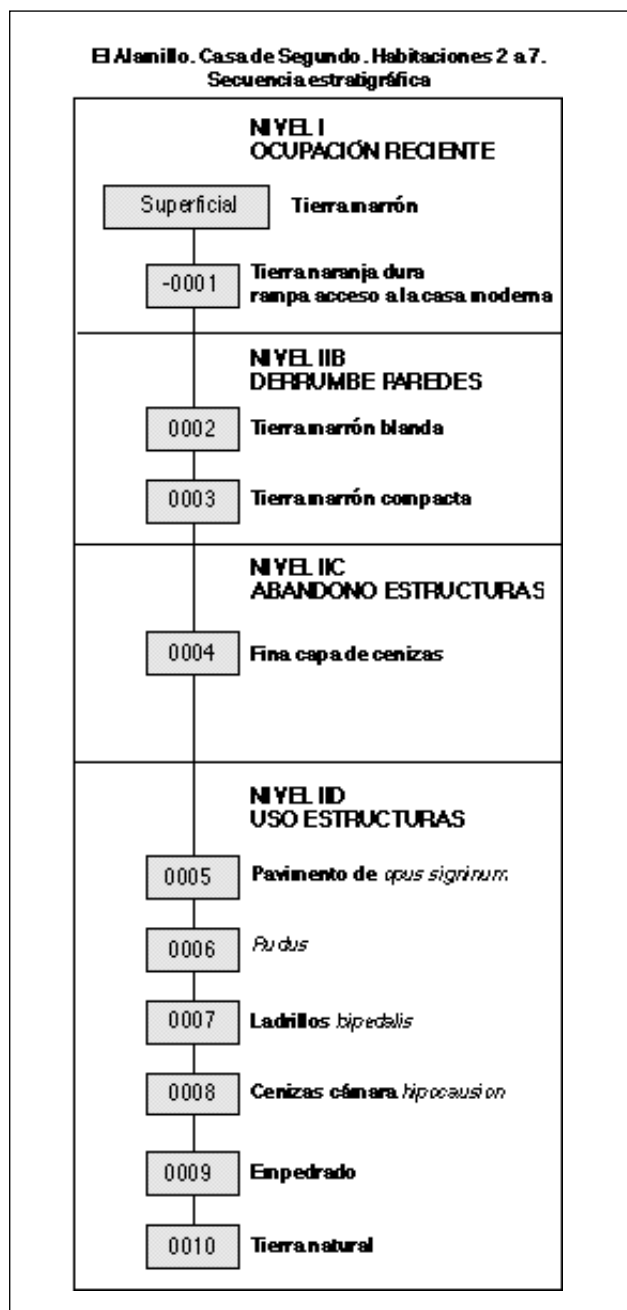 El Alamillo. Casa de Segundo. Habitaciones 2 a 7.
Secuencia estratigráfica
NIVEL I
OCUPACIÓN RECIENTE
Superficial
Tierra marrón
-0001
Tierra naranja dura
rampa acceso a la casa moderna
NIVEL IIB
DERRUMBE PAREDES
0002
Tierra marrón blanda
0003
Tierra marrón compacta
NIVEL IIC
ABANDONO ESTRUCTURAS
0004
Fina capa de cenizas
NIVEL IID
USO ESTRUCTURAS
0005
Pavimento de opus signinum.
0006
Rudus
0007
Ladrillos bipedalis
0008
Cenizas cámara hipocausion
0009
Empedrado
0010
Tierra natural